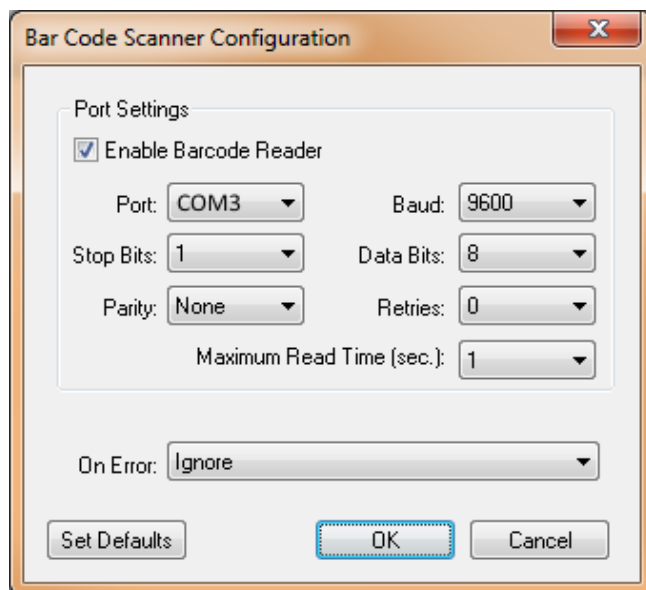 Bar Code Scanner Configuration
Port Settings
Enable Barcode Reader
Port: COM3 Baud: 9600
Stop Bits: 1 Data Bits: 8
Parity: None Retries: 0
Maximum Read Time (sec.): 1
On Error: Ignore
Set Defaults OK Cancel